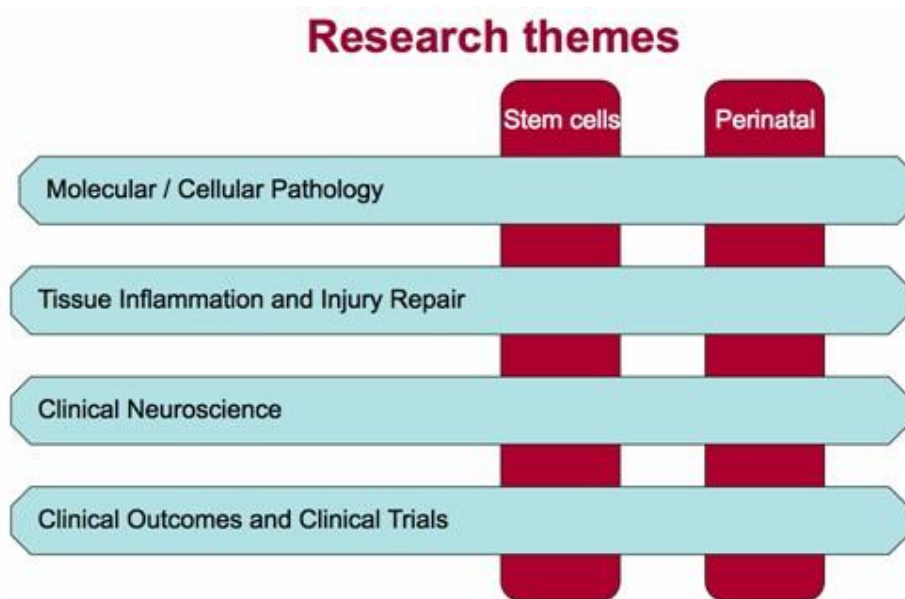 Research themes
Stem cells
Perinatal
Molecular / Cellular Pathology
Tissue Inflammation and Injury Repair
Clinical Neuroscience
Clinical Outcomes and Clinical Trials